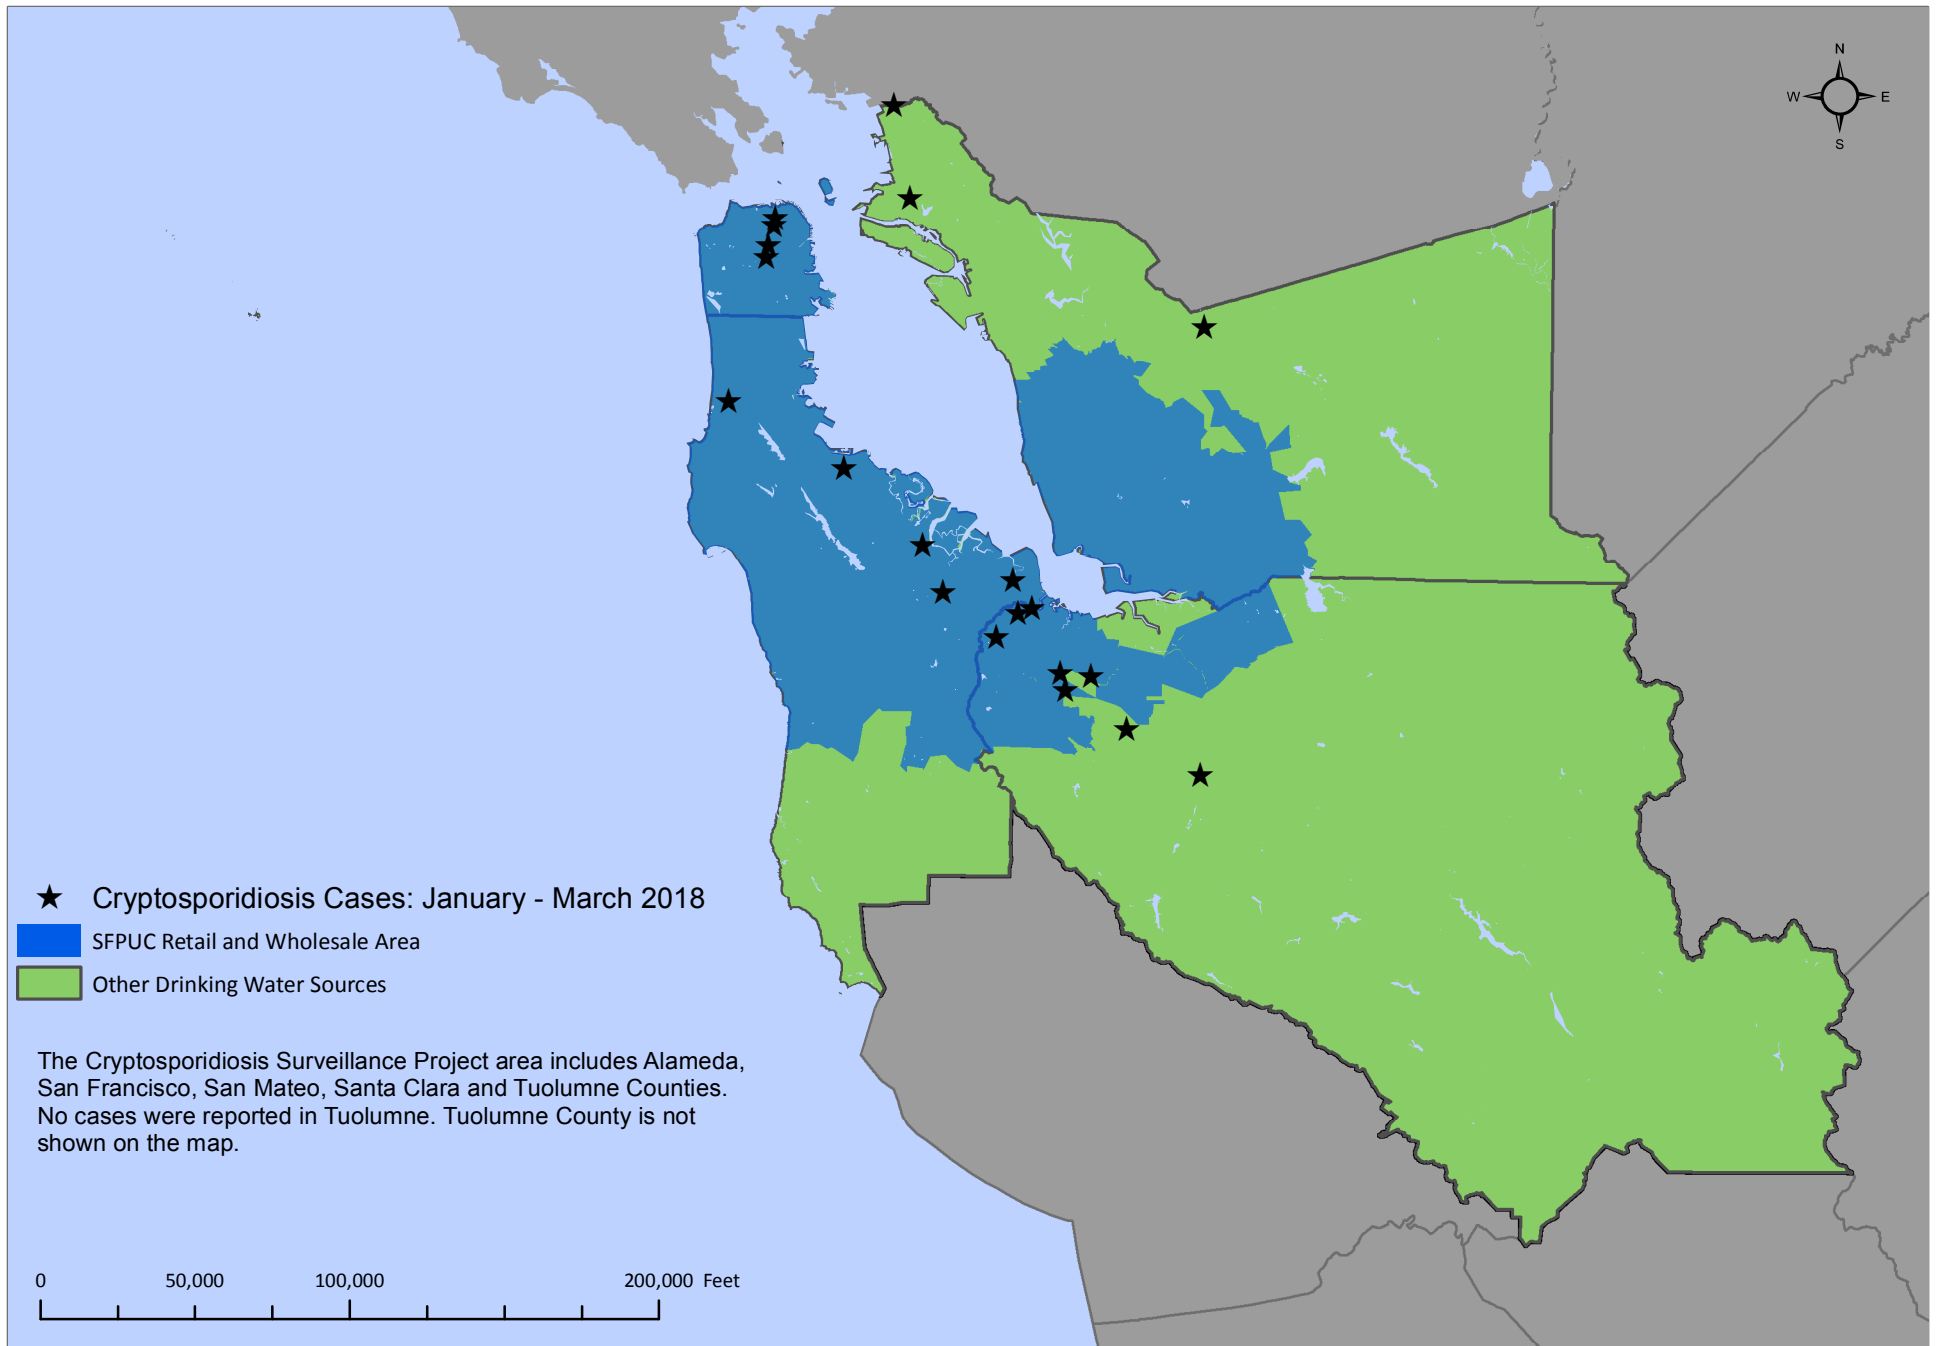 N
W E
S
Cryptosporidiosis Cases: January - March 2018
SFPUC Retail and Wholesale Area
Other Drinking Water Sources
The Cryptosporidiosis Surveillance Project area includes Alameda,
San Francisco, San Mateo, Santa Clara and Tuolumne Counties.
No cases were reported in Tuolumne. Tuolumne County is not
shown on the map.
0 50,000 100,000 200,000 Feet